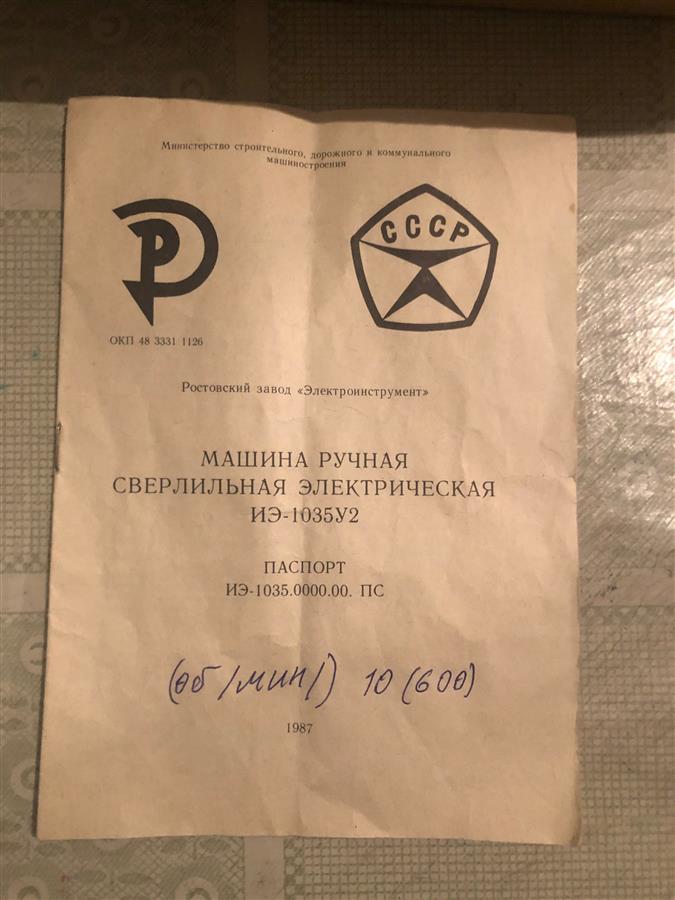 Министерство строительного, дорожного и коммунального
машиностроения
Р
СССР
ОКП 48 3331 1126
Ростовский завод «Электроинструмент»
МАШИНА РУЧНАЯ
СВЕРЛИЛЬНАЯ ЭЛЕКТРИЧЕСКАЯ
ИЭ-1035У2
ПАСПОРТ
ИЭ-1035.0000.00. ПС
(об/мин/) 10 (600)
1987